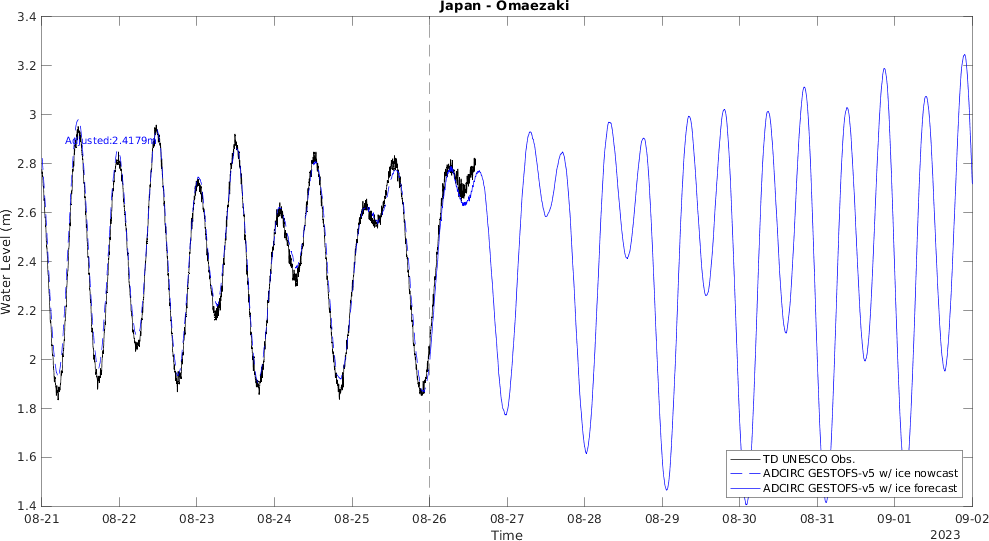 Japan - Omaezaki
3.4
3.2
3
2.8
2.6
2.4
2.2
2
1.8
1.6
1.4
Water Level (m)
Adjusted:2.4179m
TD UNESCO Obs.
ADCIRC GESTOFS-v5 w/ ice nowcast
ADCIRC GESTOFS-v5 w/ ice forecast
08-21 08-22 08-23 08-24 08-25 08-26 08-27 08-28 08-29 08-30 08-31 09-01 09-02
Time
2023